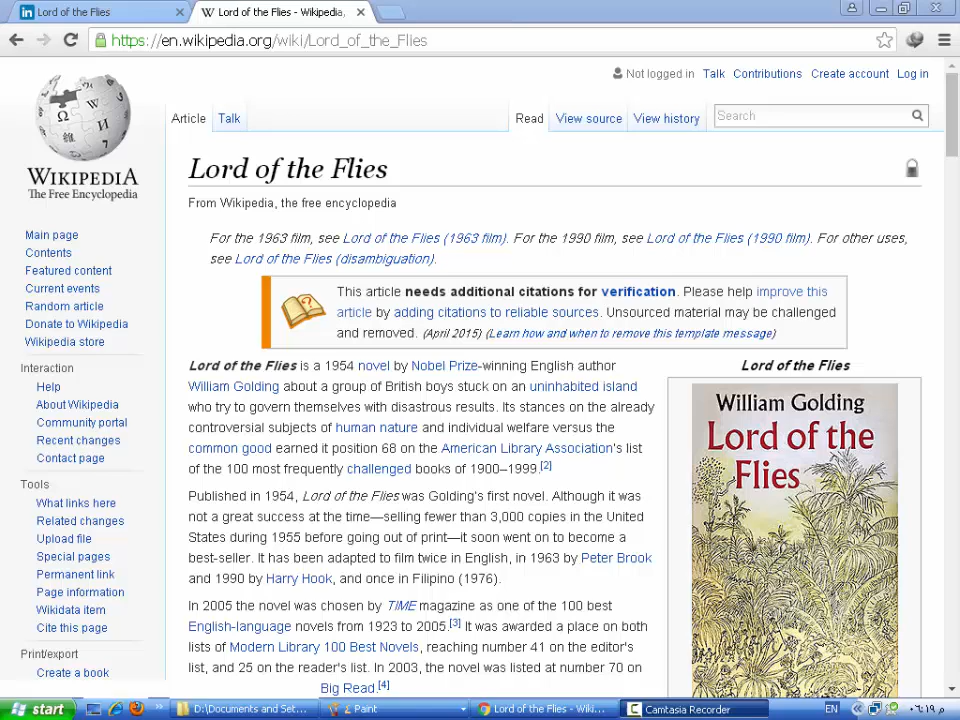 Lord of the Flies
Lord of the Flies - Wikipedia,
https://en.wikipedia.org/wiki/Lord_of_the_Flies
Not logged in Talk Contributions Create account Log in
Article Talk Read View source View history Search
WIKIPEDIA
The Free Encyclopedia
Main page
Contents
Featured content
Current events
Random article
Donate to Wikipedia
Wikipedia store
Interaction
Help
About Wikipedia
Community portal
Recent changes
Contact page
Tools
What links here
Related changes
Upload file
Special pages
Permanent link
Page information
Wikidata item
Cite this page
Print/export
Create a book
Lord of the Flies
From Wikipedia, the free encyclopedia
For the 1963 film, see Lord of the Flies (1963 film). For the 1990 film, see Lord of the Flies (1990 film). For other uses,
see Lord of the Flies (disambiguation).
This article needs additional citations for verification. Please help improve this
article by adding citations to reliable sources. Unsourced material may be challenged
and removed. (April 2015) (Learn how and when to remove this template message)
Lord of the Flies is a 1954 novel by Nobel Prize-winning English author
William Golding about a group of British boys stuck on an uninhabited island
who try to govern themselves with disastrous results. Its stances on the already
controversial subjects of human nature and individual welfare versus the
common good earned it position 68 on the American Library Association's list
of the 100 most frequently challenged books of 1900–1999.[2]
Published in 1954, Lord of the Flies was Golding's first novel. Although it was
not a great success at the time—selling fewer than 3,000 copies in the United
States during 1955 before going out of print—it soon went on to become a
best-seller. It has been adapted to film twice in English, in 1963 by Peter Brook
and 1990 by Harry Hook, and once in Filipino (1976).
In 2005 the novel was chosen by TIME magazine as one of the 100 best
English-language novels from 1923 to 2005.[3] It was awarded a place on both
lists of Modern Library 100 Best Novels, reaching number 41 on the editor's
list, and 25 on the reader's list. In 2003, the novel was listed at number 70 on
Big Read.[4]
Lord of the Flies
William Golding
Lord of the
Flies
start
D:\Documents and Set...
£ Paint
Lord of the Flies - Wiki...
Camtasia Recorder
EN
٠٦:١٩ م